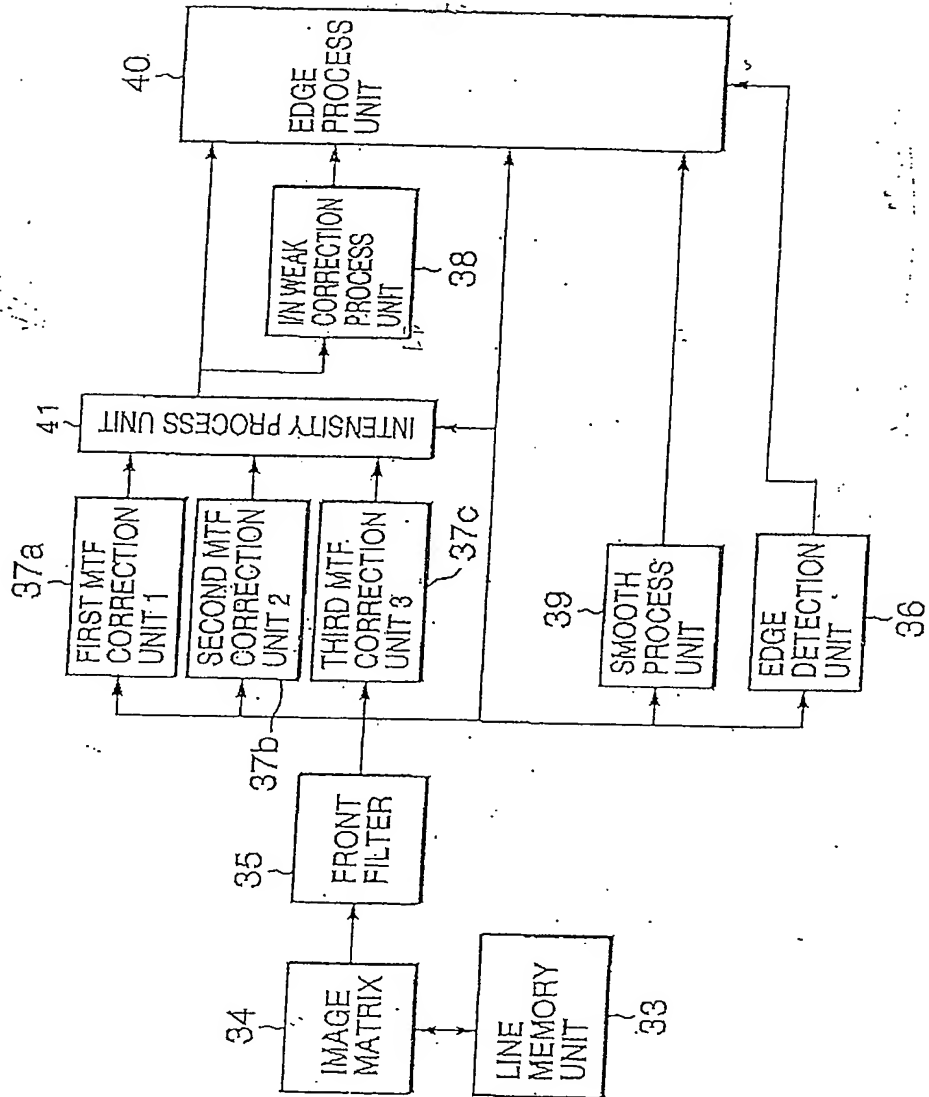 34
IMAGE
MATRIX
LINE
MEMORY
UNIT
33
35
FRONT
FILTER
37a
FIRST MTF
CORRECTION
UNIT 1
SECOND MTF
CORRECTION
UNIT 2
37b
THIRD MTF.
CORRECTION
UNIT 3
37c
41
INTENSITY PROCESS UNIT
I/N WEAK
CORRECTION
PROCESS
UNIT
38
39
SMOOTH
PROCESS
UNIT
EDGE
DETECTION
UNIT
36
40
EDGE
PROCESS
UNIT